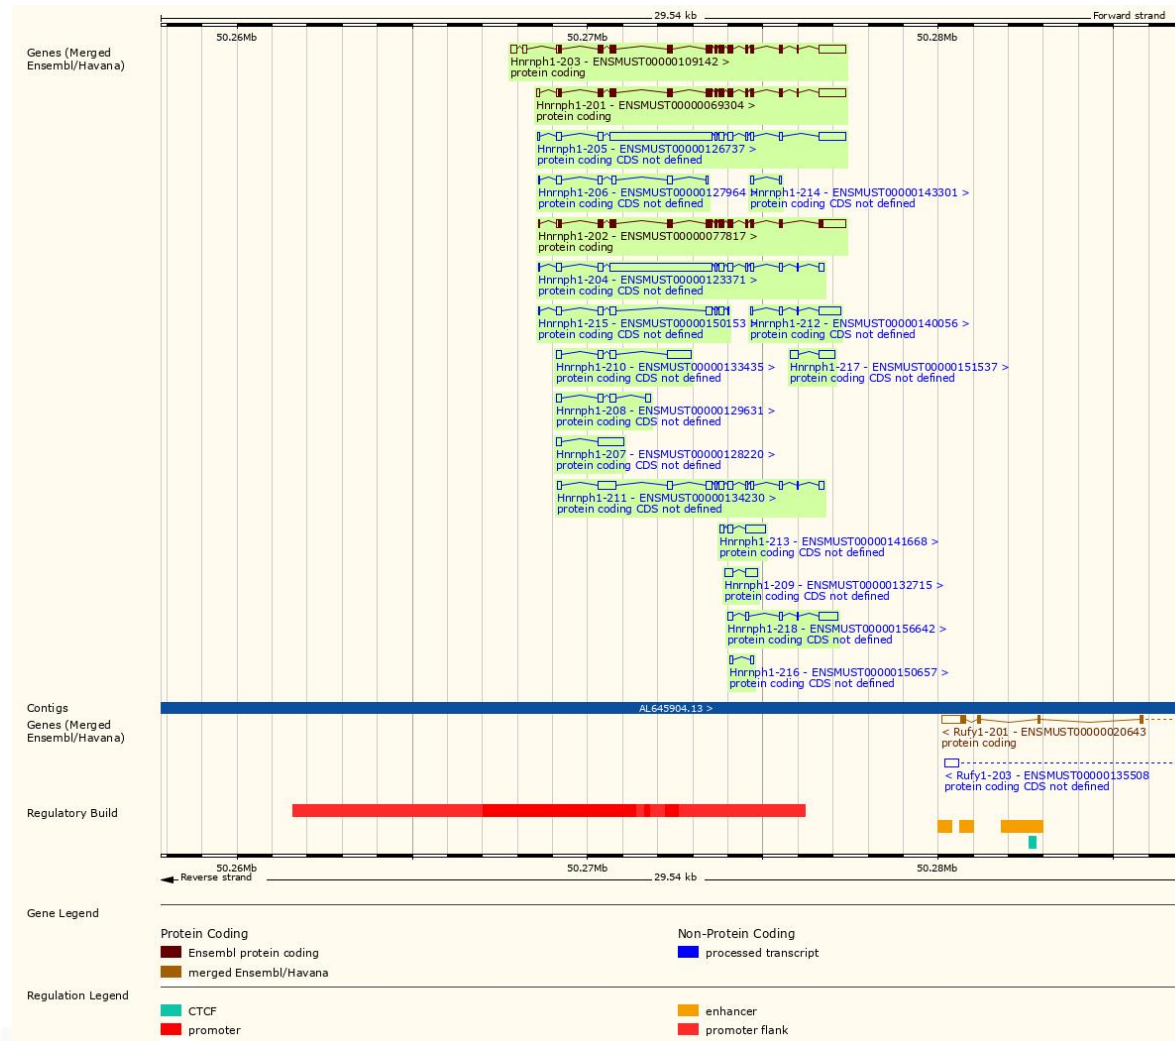 29.54 kb
Forward strand
50.26Mb 50.27Mb 50.28Mb
Genes (Merged
Ensembl/Havana)
Hnrnph1-203 - ENSMUST00000109142 >
protein coding
Hnrnph1-201 - ENSMUST00000069304 >
protein coding
Hnrnph1-205 - ENSMUST00000126737 >
protein coding CDS not defined
Hnrnph1-206 - ENSMUST00000127964 > Hnrnph1-214 - ENSMUST00000143301 >
protein coding CDS not defined protein coding CDS not defined
Hnrnph1-202 - ENSMUST00000077817 >
protein coding
Hnrnph1-204 - ENSMUST00000123371 >
protein coding CDS not defined
Hnrnph1-215 - ENSMUST00000150153 > Hnrnph1-212 - ENSMUST00000140056 >
protein coding CDS not defined protein coding CDS not defined
Hnrnph1-210 - ENSMUST00000133435 > Hnrnph1-217 - ENSMUST00000151537 >
protein coding CDS not defined protein coding CDS not defined
Hnrnph1-208 - ENSMUST00000129631 >
protein coding CDS not defined
Hnrnph1-207 - ENSMUST00000128220 >
protein coding CDS not defined
Hnrnph1-211 - ENSMUST00000134230 >
protein coding CDS not defined
Hnrnph1-213 - ENSMUST00000141668 >
protein coding CDS not defined
Hnrnph1-209 - ENSMUST00000132715 >
protein coding CDS not defined
Hnrnph1-218 - ENSMUST00000156642 >
protein coding CDS not defined
Hnrnph1-216 - ENSMUST00000150657 >
protein coding CDS not defined
Contigs
AL645904.13 >
Genes (Merged
Ensembl/Havana)
< Rufy1-201 - ENSMUST00000020643
protein coding
< Rufy1-203 - ENSMUST00000135508
protein coding CDS not defined
Regulatory Build
50.26Mb 50.27Mb 50.28Mb
Reverse strand 29.54 kb
Gene Legend
Protein Coding Non-Protein Coding
Ensembl protein coding processed transcript
merged Ensembl/Havana
Regulation Legend
CTCF enhancer
promoter promoter flank